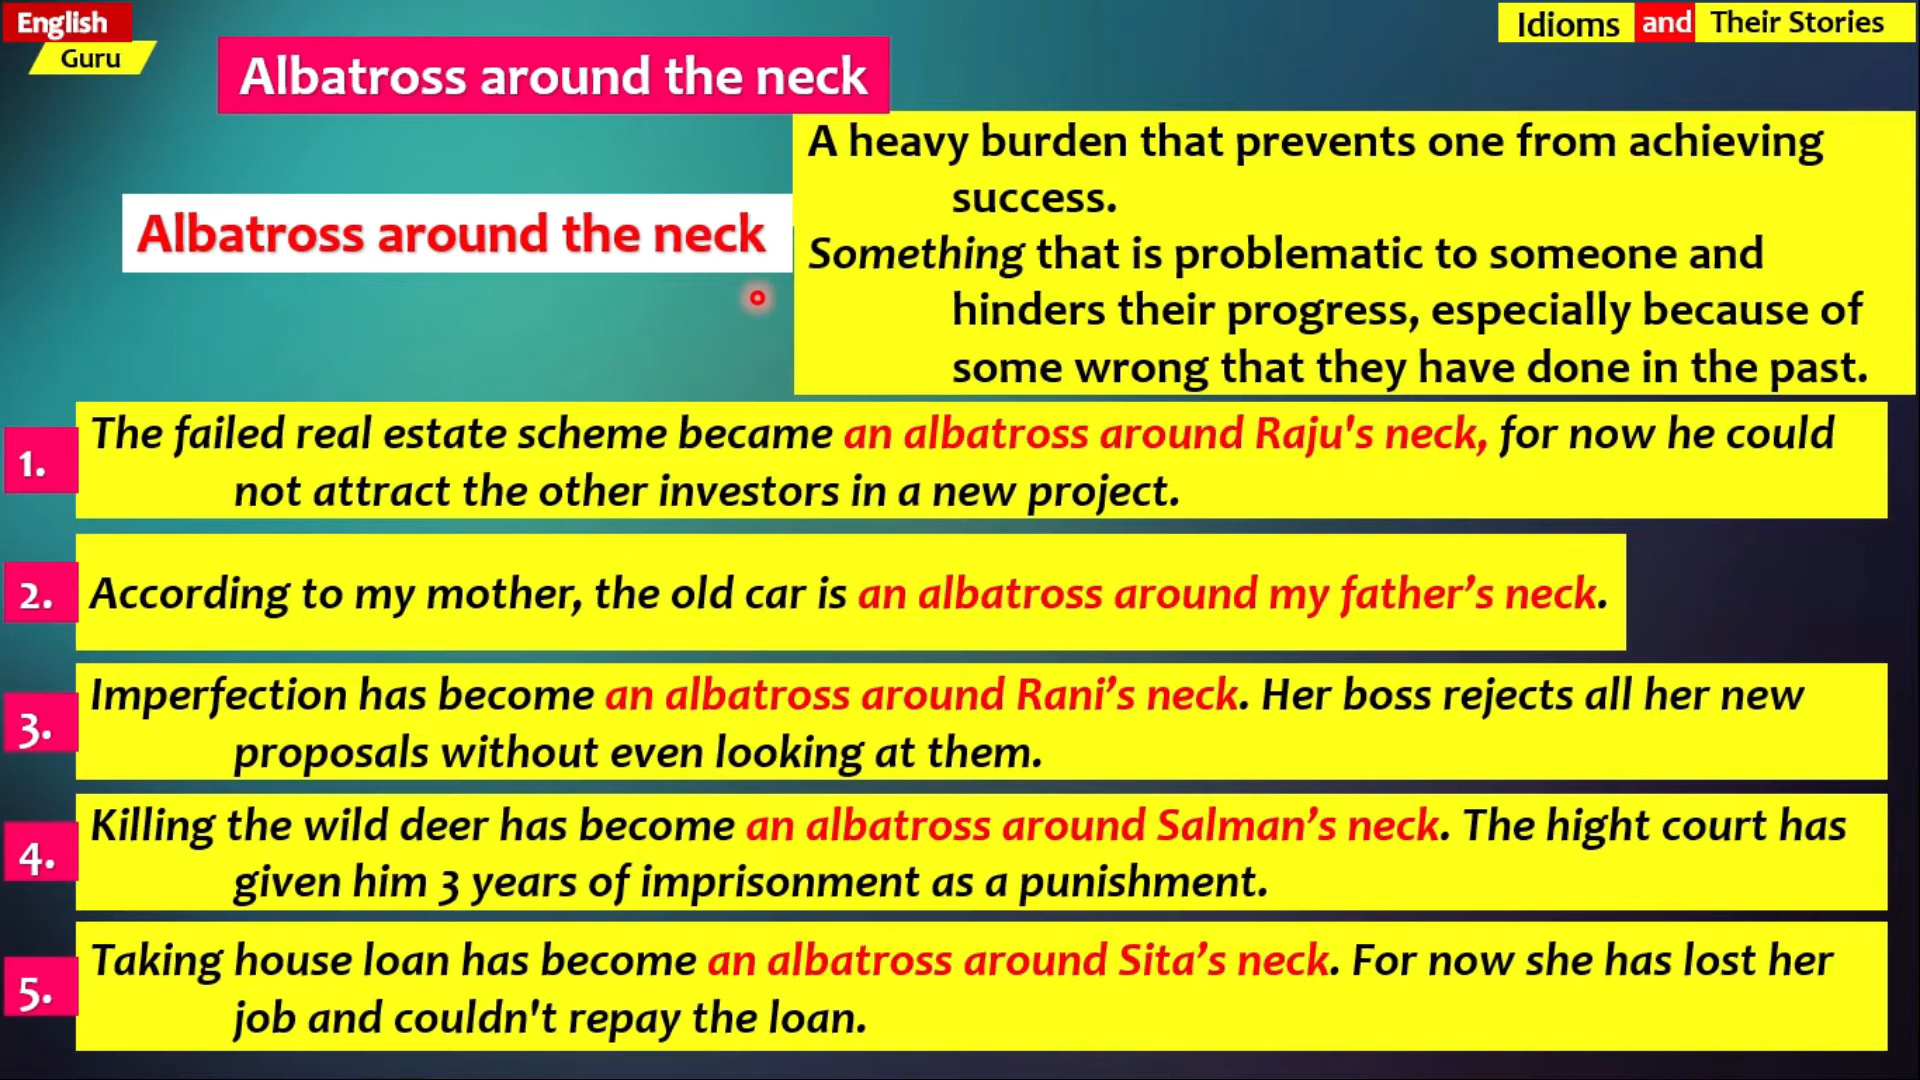 English
Guru
Idioms and Their Stories
Albatross around the neck
Albatross around the neck
A heavy burden that prevents one from achieving
success.
Something that is problematic to someone and
hinders their progress, especially because of
some wrong that they have done in the past.
1. The failed real estate scheme became an albatross around Raju's neck, for now he could
not attract the other investors in a new project.
2. According to my mother, the old car is an albatross around my father’s neck.
3. Imperfection has become an albatross around Rani’s neck. Her boss rejects all her new
proposals without even looking at them.
4. Killing the wild deer has become an albatross around Salman’s neck. The hight court has
given him 3 years of imprisonment as a punishment.
5. Taking house loan has become an albatross around Sita’s neck. For now she has lost her
job and couldn't repay the loan.